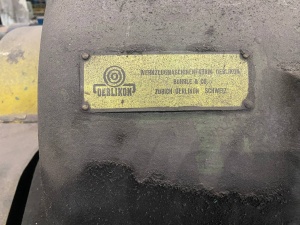 OERLIKON
WERKZEUGMASCHINENFABRIK OERLIKON
BÜHRLE & CO.
ZÜRICH-OERLIKON SCHWEIZ